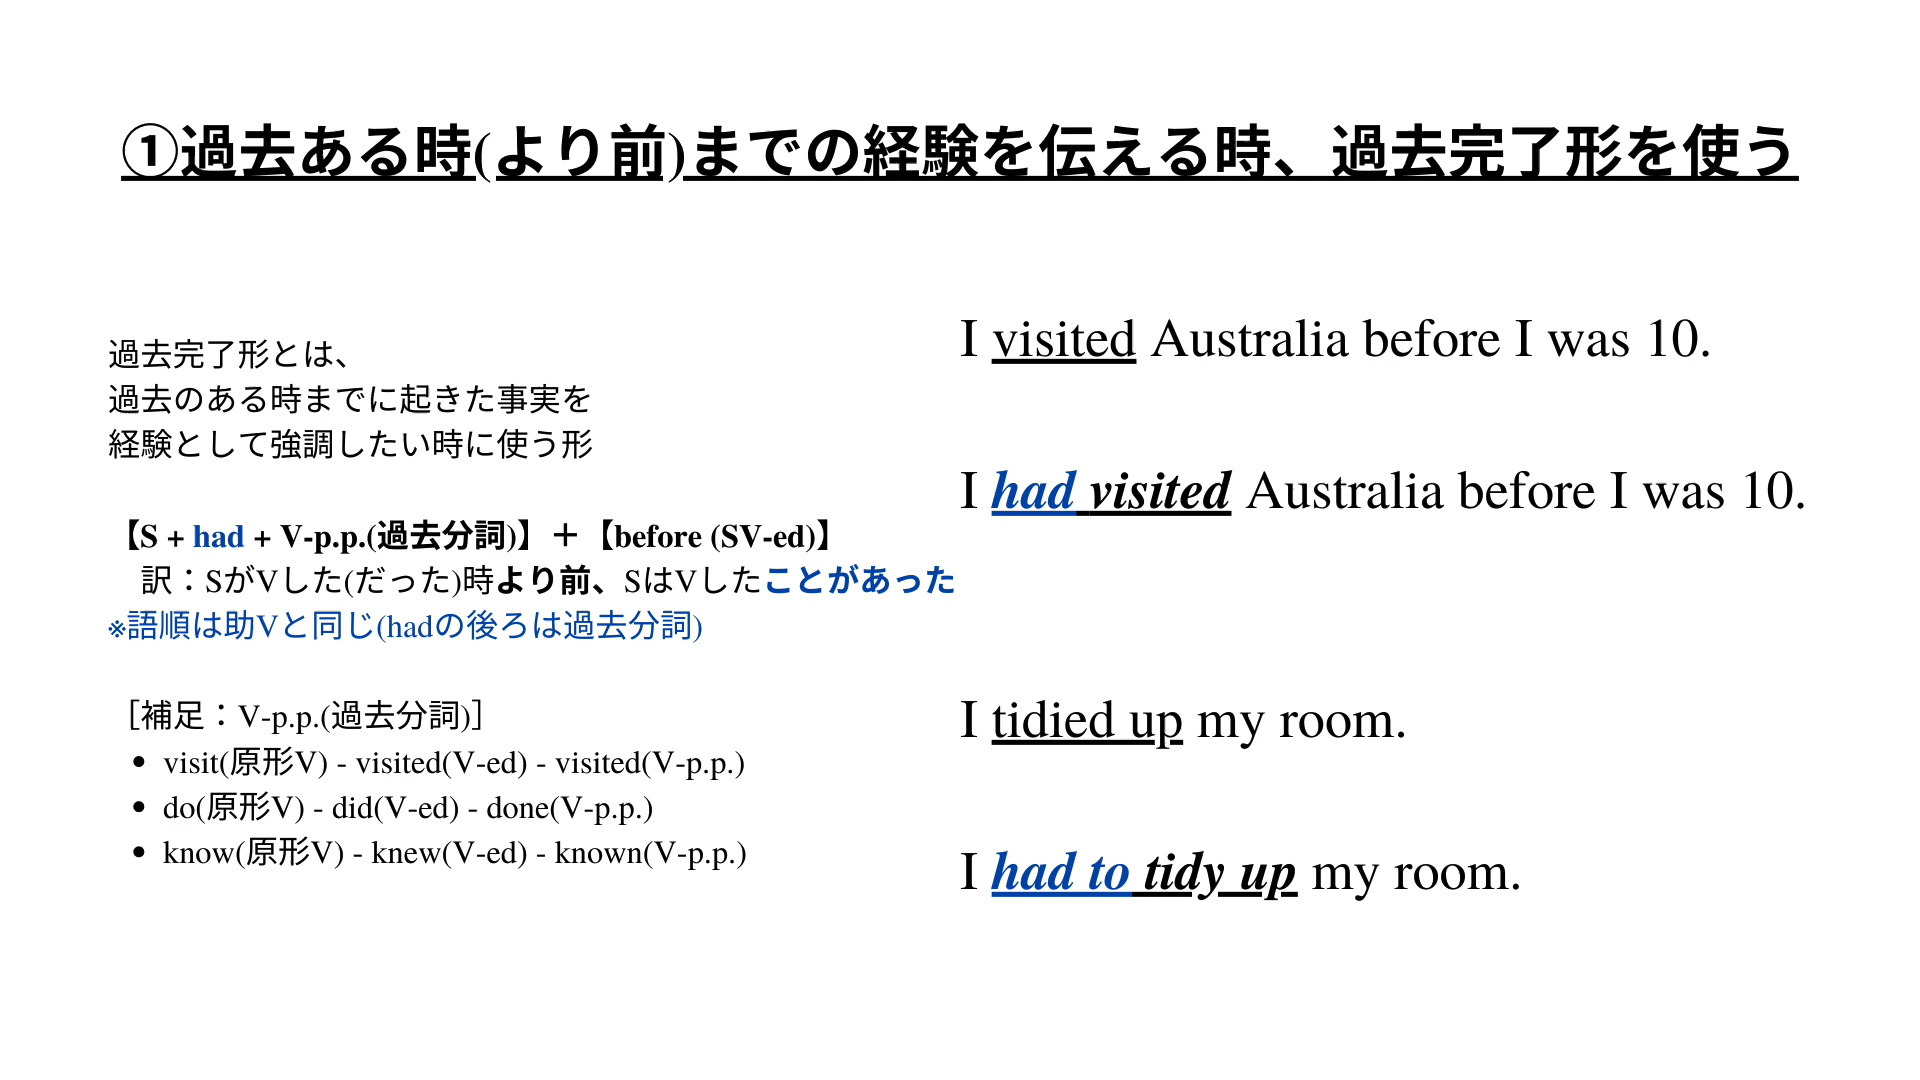 ①過去ある時(より前)までの経験を伝える時、過去完了形を使う
過去完了形とは、
過去のある時までに起きた事実を
経験として強調したい時に使う形
【S + had + V-p.p.(過去分詞)】＋【before (SV-ed)】
訳：SがVした(だった)時より前、SはVしたことがあった
※語順は助Vと同じ(hadの後ろは過去分詞)
［補足：V-p.p.(過去分詞)］
• visit(原形V) - visited(V-ed) - visited(V-p.p.)
• do(原形V) - did(V-ed) - done(V-p.p.)
• know(原形V) - knew(V-ed) - known(V-p.p.)
I visited Australia before I was 10.
I had visited Australia before I was 10.
I tidied up my room.
I had to tidy up my room.